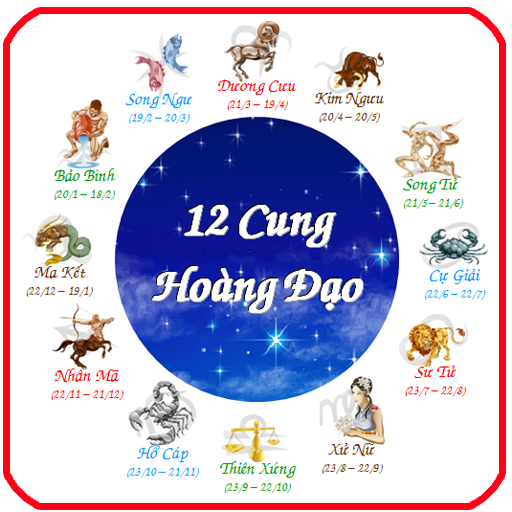 12 Cung
Hoàng Đạo
Dương Cưu
(21/3 – 19/4)
Kim Ngưu
(20/4 – 20/5)
Song Tử
(21/5 – 21/6)
Cự Giải
(22/6 – 22/7)
Sư Tử
(23/7 – 22/8)
Xử Nữ
(23/8 – 22/9)
Thiên Xứng
(23/9 – 22/10)
Hổ Cáp
(23/10 – 21/11)
Nhân Mã
(22/11 – 21/12)
Ma Kết
(22/12 – 19/1)
Bảo Bình
(20/1 – 18/2)
Song Ngư
(19/2 – 20/3)